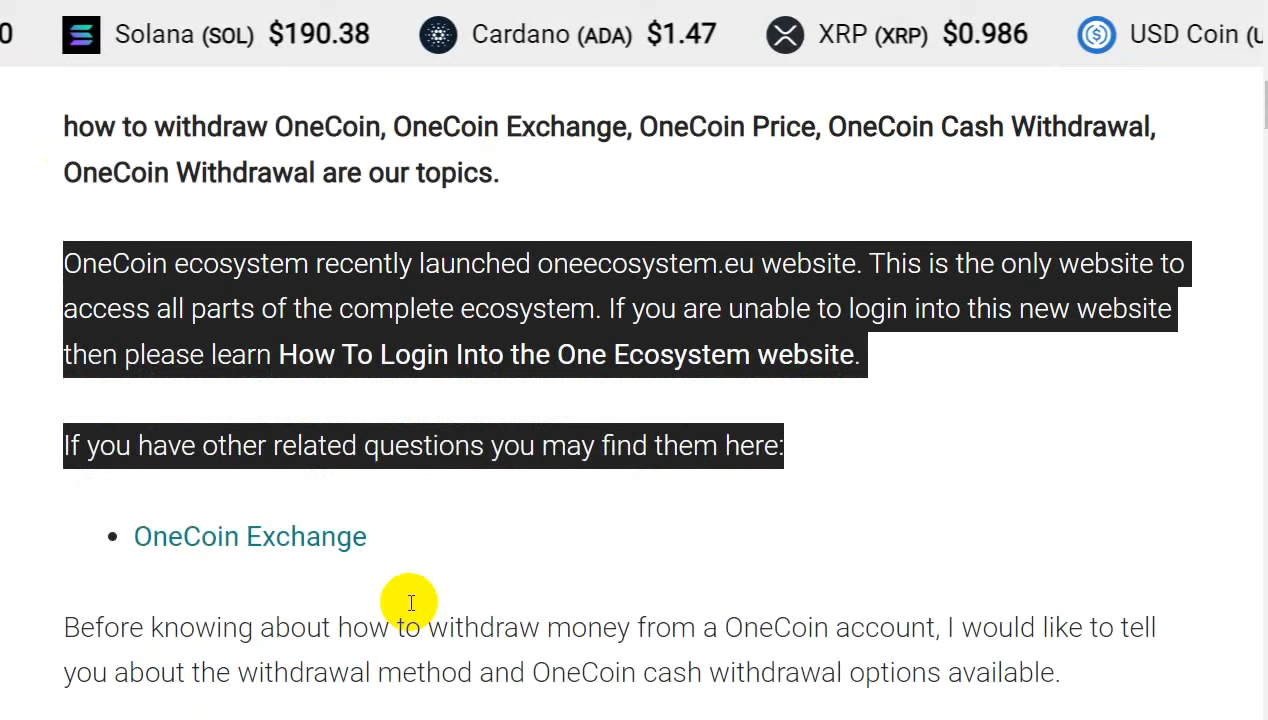 0 Solana (SOL) $190.38 Cardano (ADA) $1.47 XRP (XRP) $0.986 USD Coin (U
how to withdraw OneCoin, OneCoin Exchange, OneCoin Price, OneCoin Cash Withdrawal,
OneCoin Withdrawal are our topics.
OneCoin ecosystem recently launched oneecosystem.eu website. This is the only website to
access all parts of the complete ecosystem. If you are unable to login into this new website
then please learn How To Login Into the One Ecosystem website.
If you have other related questions you may find them here:
• OneCoin Exchange
Before knowing about how to withdraw money from a OneCoin account, I would like to tell
you about the withdrawal method and OneCoin cash withdrawal options available.